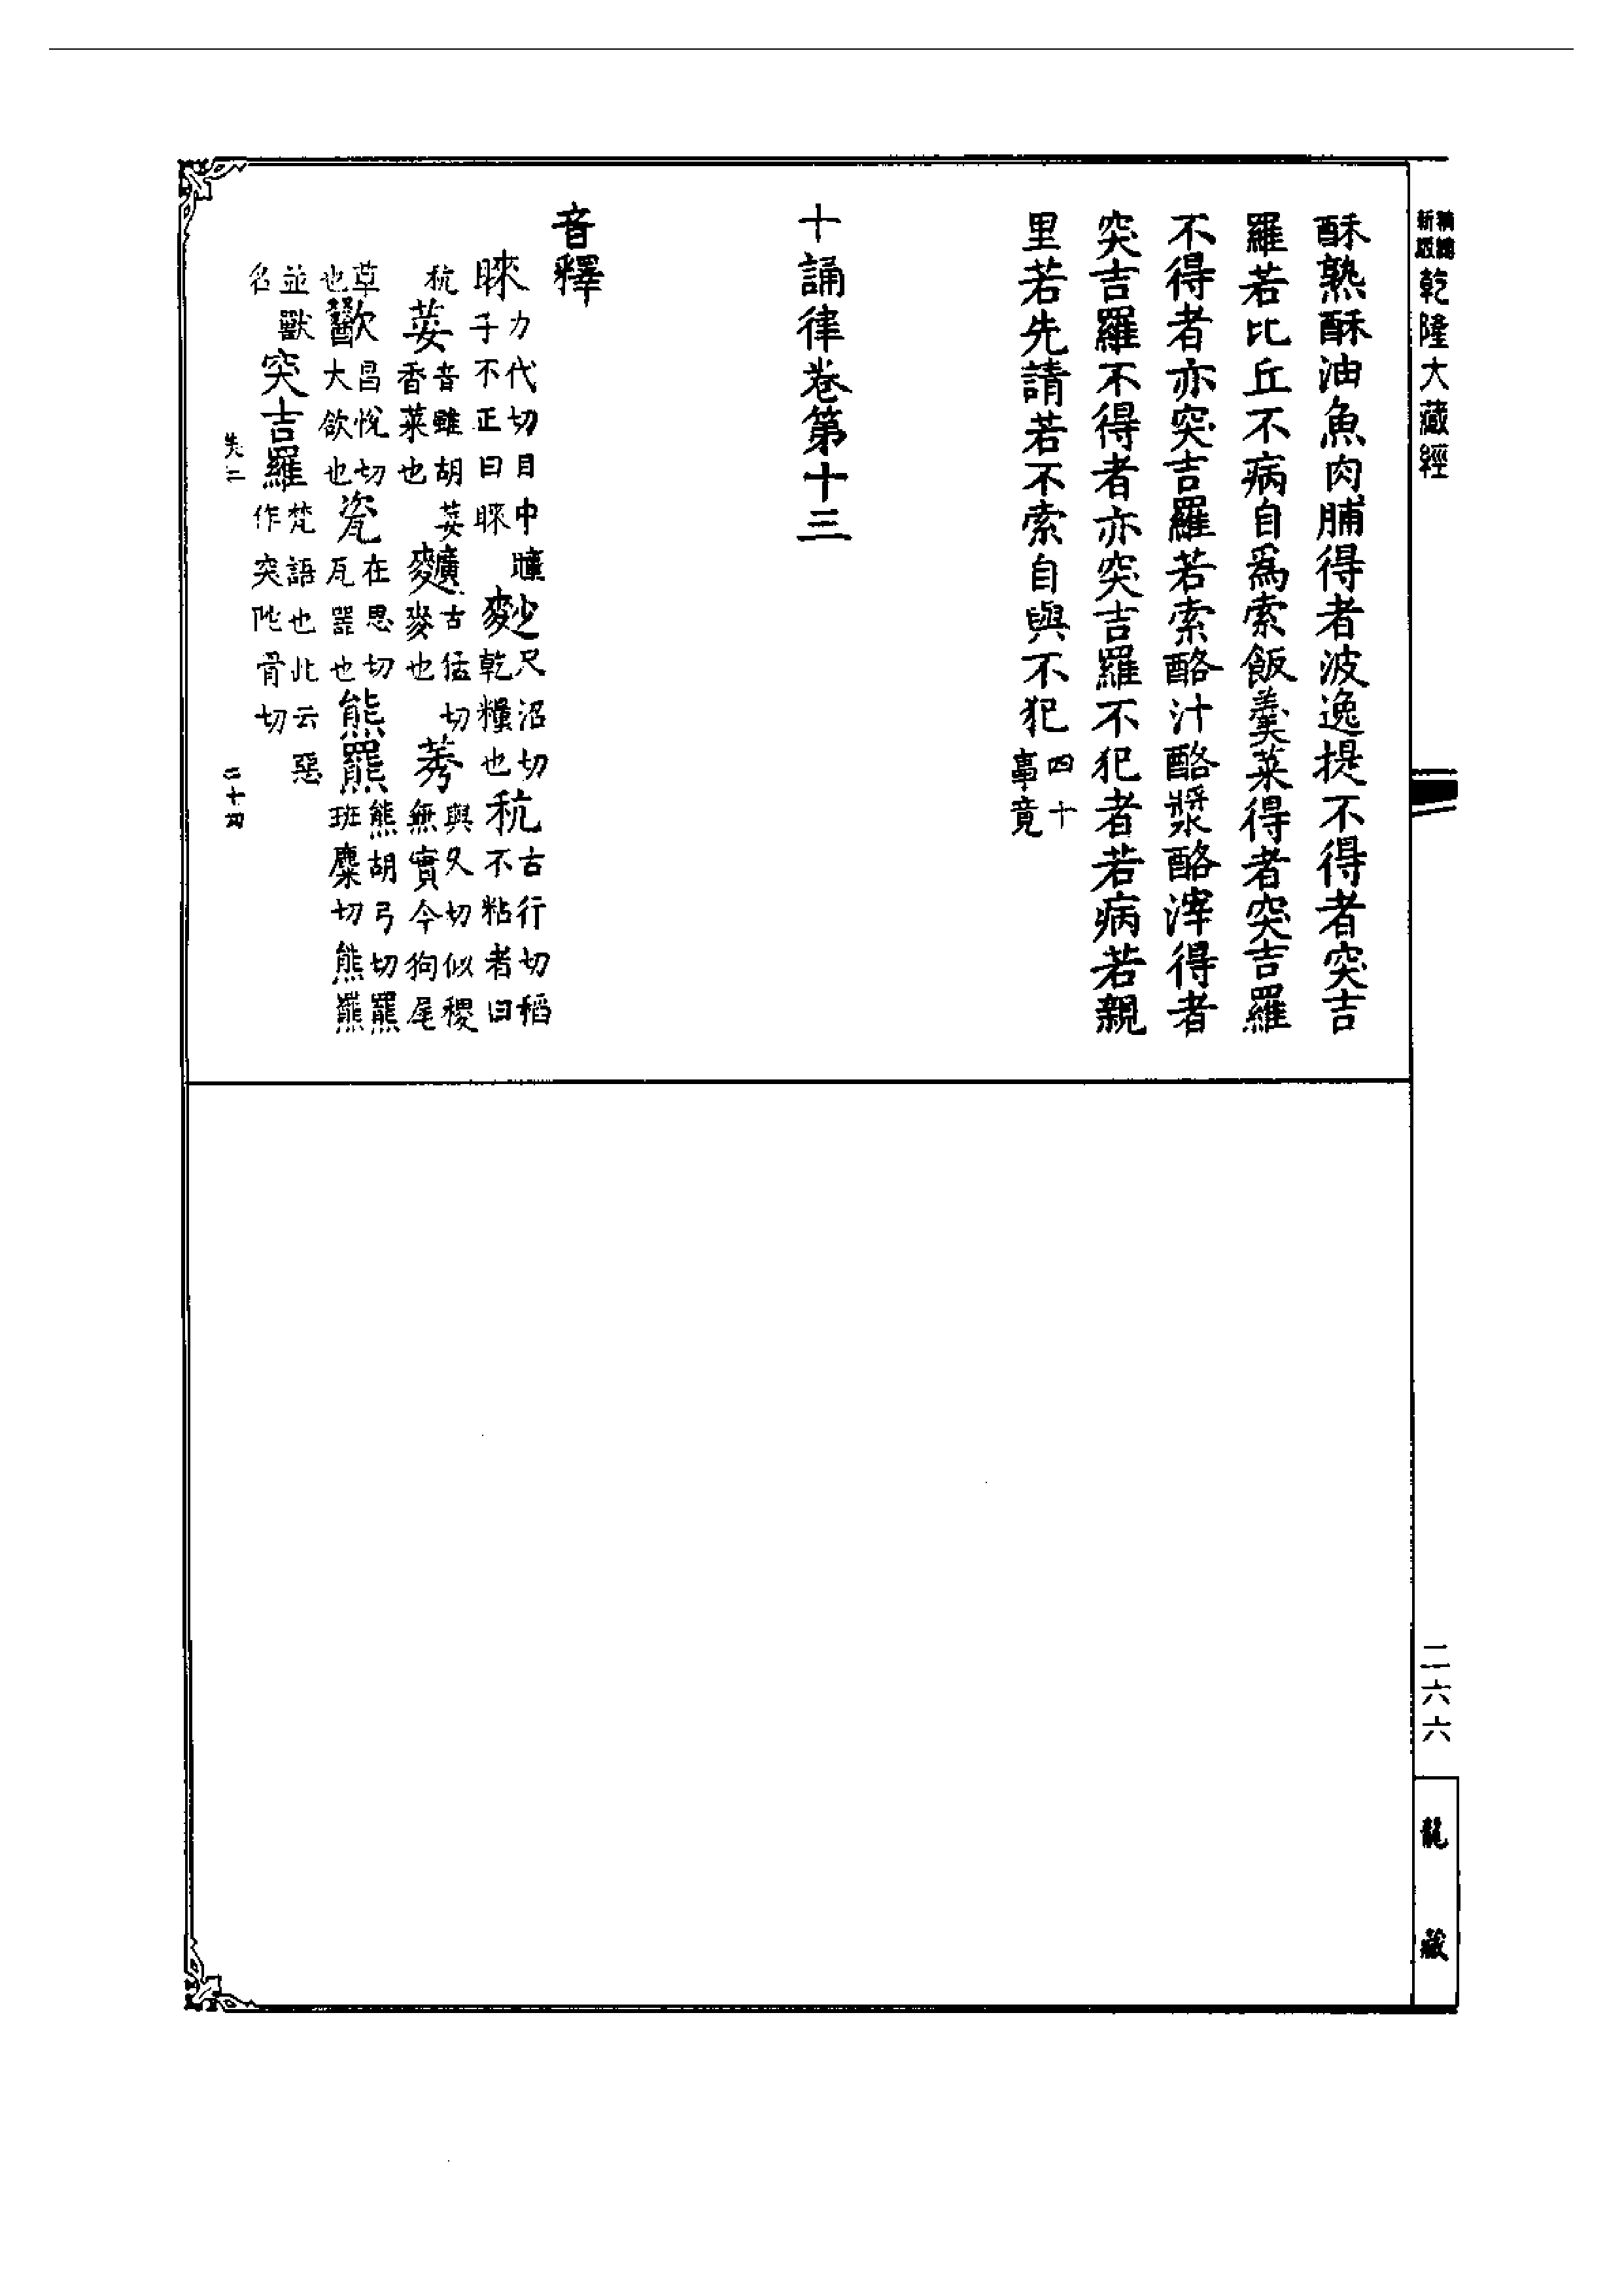 新版 精縮 乾隆大藏經
酥熟酥油魚肉脯得者波逸提不得者突吉
羅若比丘不病自爲索飯羹菜得者突吉羅
不得者亦突吉羅若索酪汁酪漿酪滓得者
突吉羅不得者亦突吉羅不犯者若病若親
里若先請若不索自與不犯四十事竟
十誦律卷第十三
音釋
睞力代切目中瞳子不正曰睞 麨尺沼切乾糧也 秔古行切稻不粘者曰
秔 荽音雖胡荽香菜也 䵃古猛切麥也 莠與久切似稷無實今狗尾
草也 歠昌悅切大欲也 瓷在思切瓦器也 熊羆熊胡弓切羆班糜切熊羆
並獸名 突吉羅梵語也此云惡作突陀骨切
二十四
二六六
龍藏